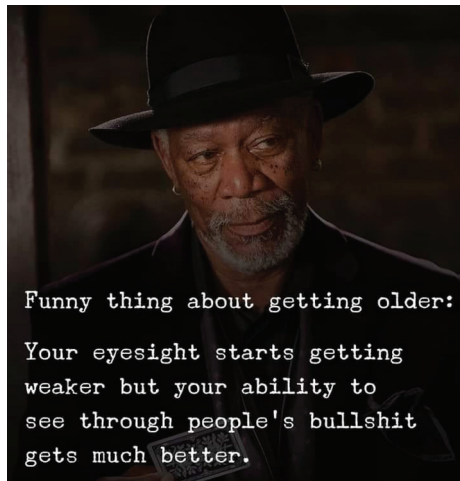 Funny thing about getting older:
Your eyesight starts getting
weaker but your ability to
see through people's bullshit
gets much better.